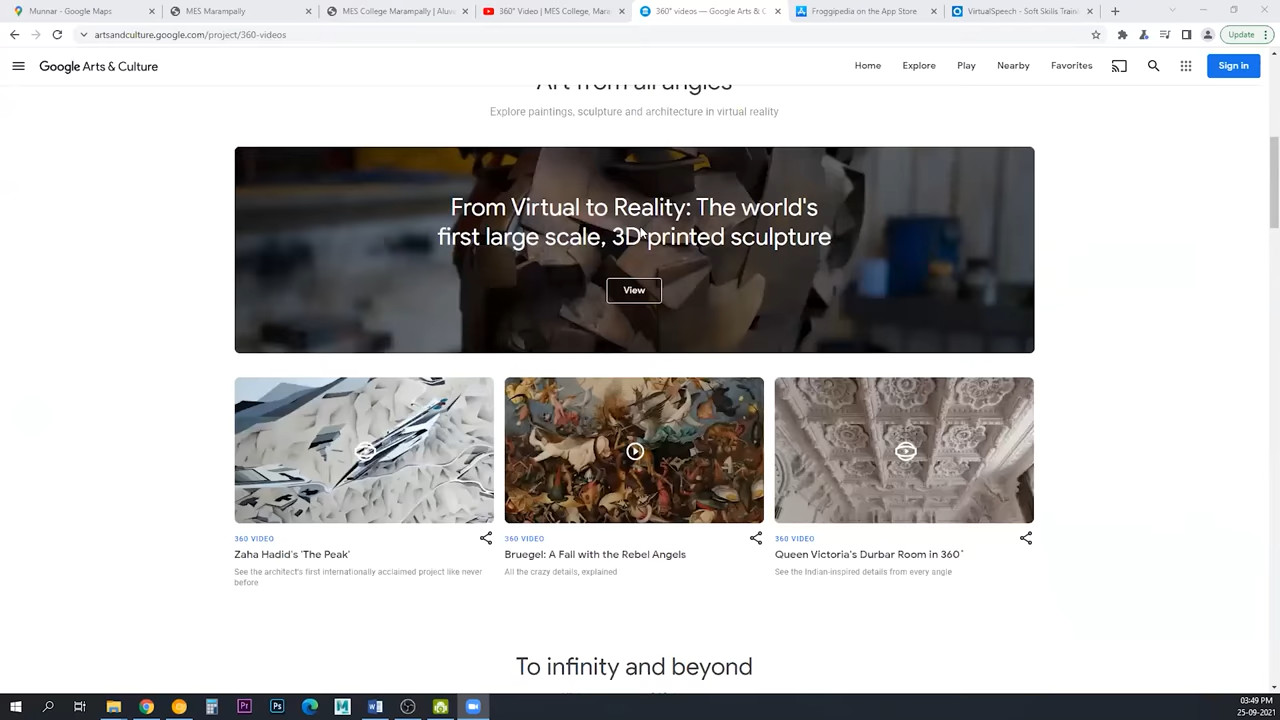 Munnar - Google Maps
MES Marampally
MES College Marampally | Aluv
360° Video | MES College, Mare
360° videos — Google Arts & C
Froggipedia on the App Store
VirtualSpeech - Soft Skills Traini
artsandculture.google.com/project/360-videos
Update
Google Arts & Culture
Home
Explore
Play
Nearby
Favorites
Sign in
Art from all angles
Explore paintings, sculpture and architecture in virtual reality
From Virtual to Reality: The world's
first large scale, 3D-printed sculpture
View
360 VIDEO
Zaha Hadid's 'The Peak'
See the architect's first internationally acclaimed project like never
before
360 VIDEO
Bruegel: A Fall with the Rebel Angels
All the crazy details, explained
360 VIDEO
Queen Victoria's Durbar Room in 360°
See the Indian-inspired details from every angle
To infinity and beyond
03:49 PM
25-09-2021